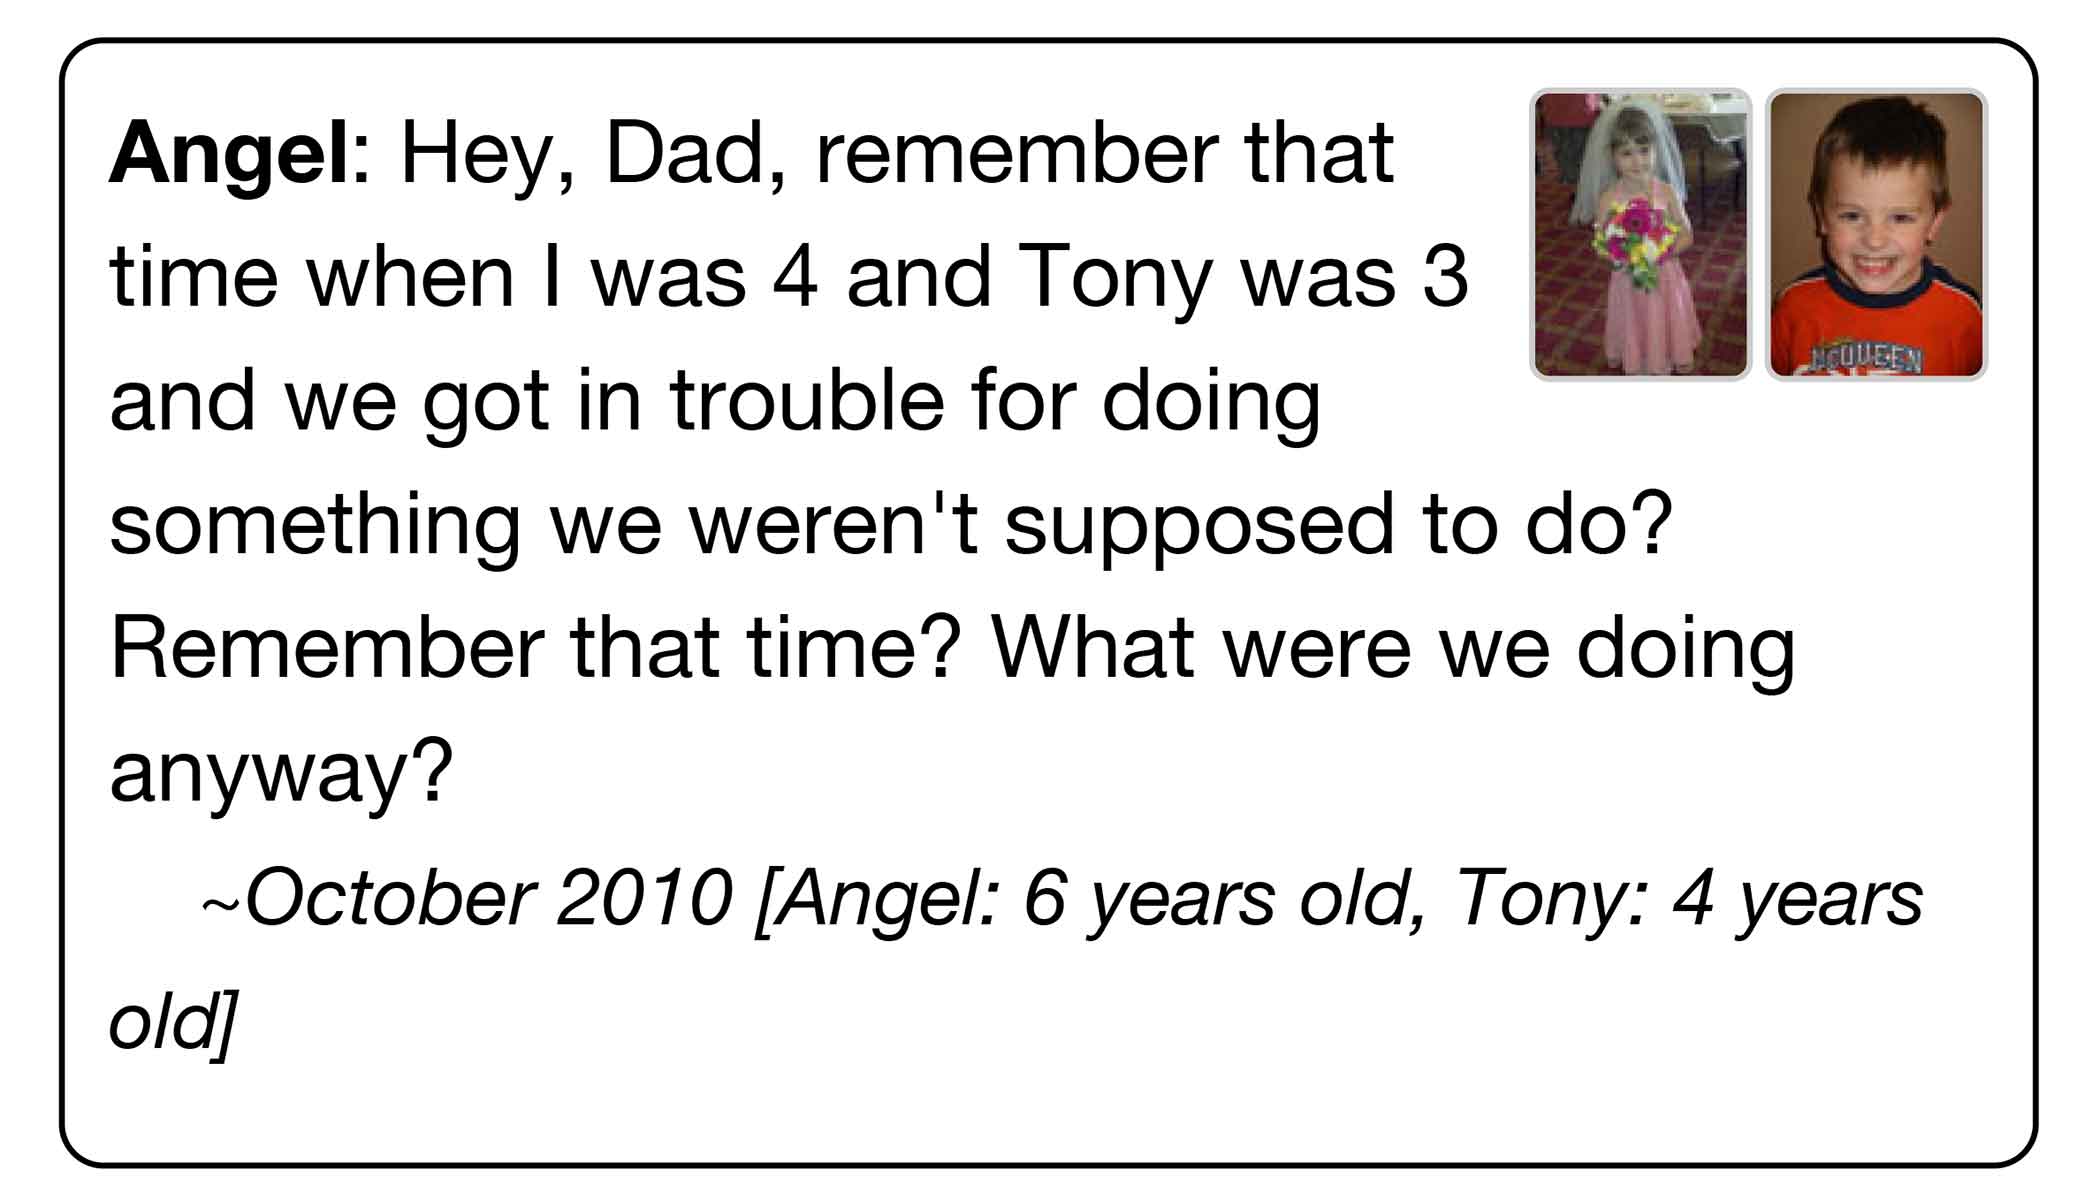 Angel: Hey, Dad, remember that
time when I was 4 and Tony was 3
and we got in trouble for doing
something we weren't supposed to do?
Remember that time? What were we doing
anyway?
~October 2010 [Angel: 6 years old, Tony: 4 years
old]
MCQUEEN